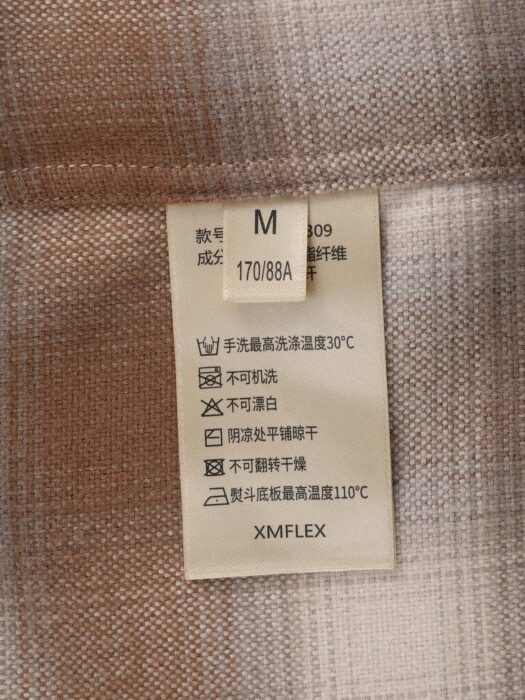 M
170/88A
款号 309
成分 酯纤维
纤
手洗最高洗涤温度30°C
不可机洗
不可漂白
阴凉处平铺晾干
不可翻转干燥
熨斗底板最高温度110°C
XMFLEX